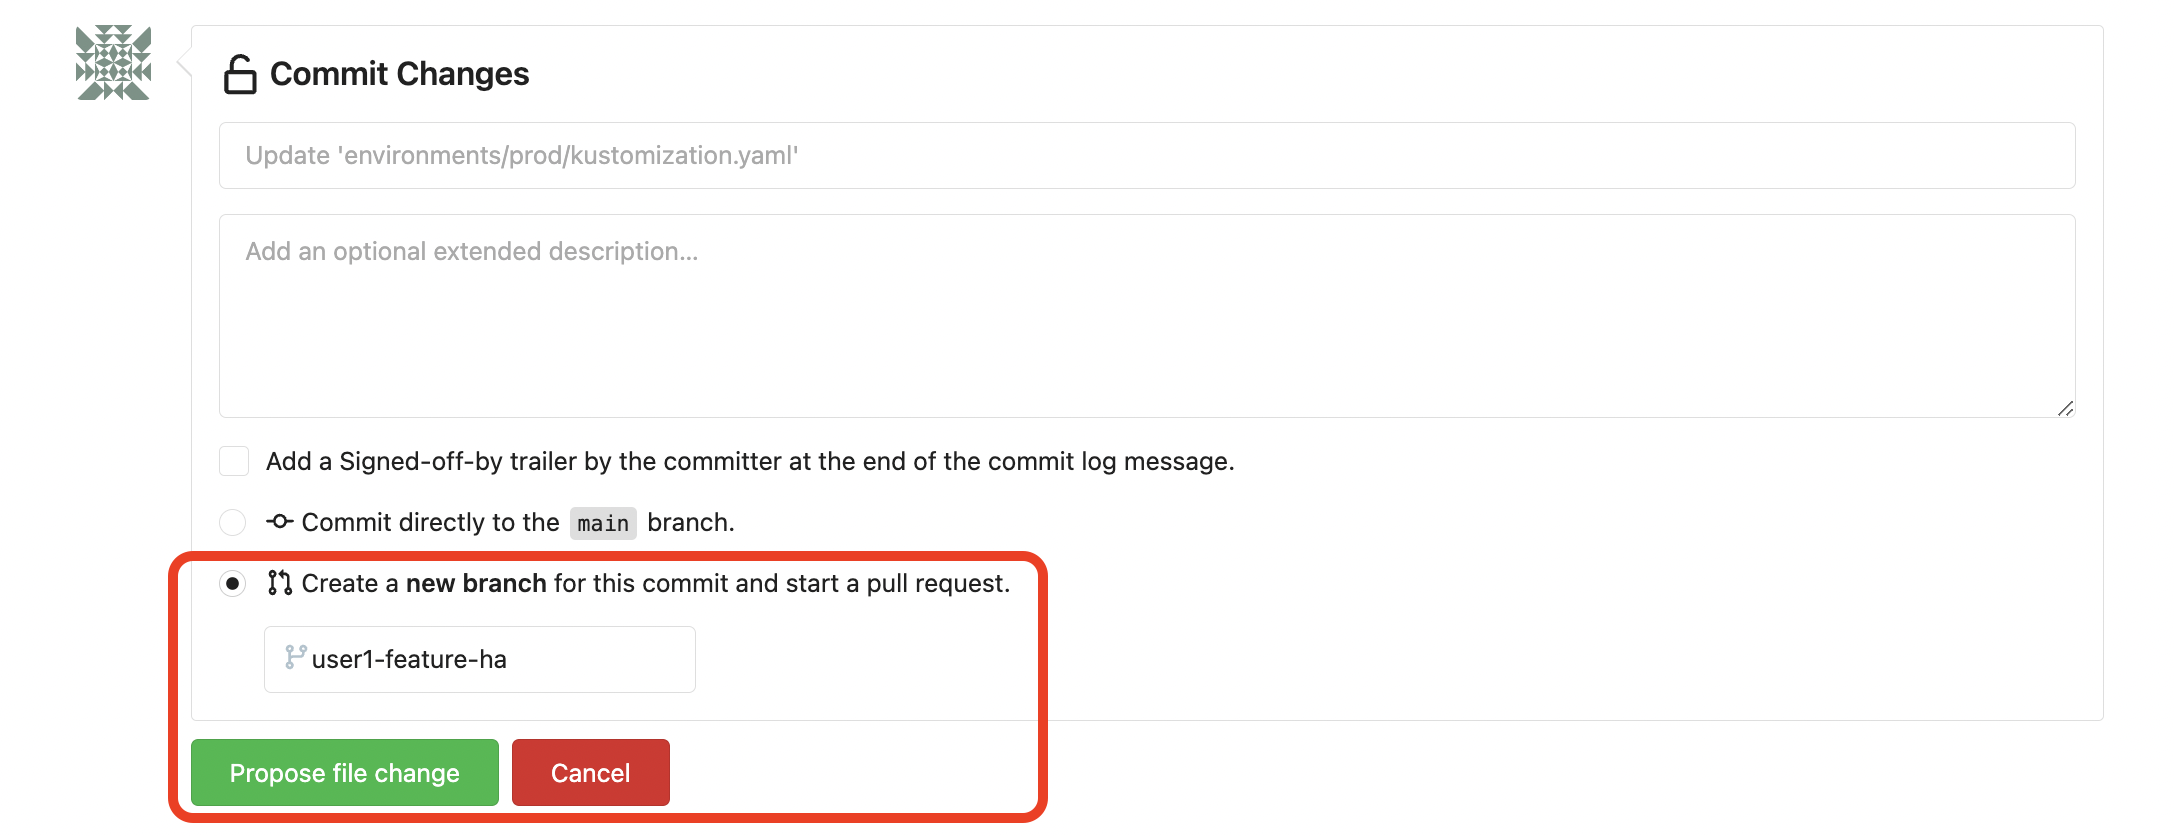 Commit Changes
Update 'environments/prod/kustomization.yaml'
Add an optional extended description...
Add a Signed-off-by trailer by the committer at the end of the commit log message.
Commit directly to the main branch.
Create a new branch for this commit and start a pull request.
user1-feature-ha
Propose file change
Cancel